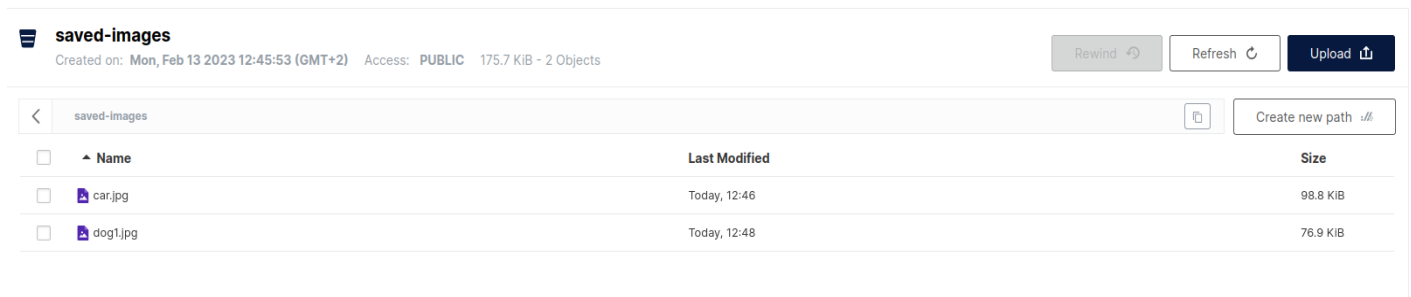 saved-images
Created on: Mon, Feb 13 2023 12:45:53 (GMT+2) Access: PUBLIC 175.7 KiB - 2 Objects
Rewind Refresh Upload
saved-images
Create new path
Name Last Modified Size
car.jpg Today, 12:46 98.8 KiB
dog1.jpg Today, 12:48 76.9 KiB